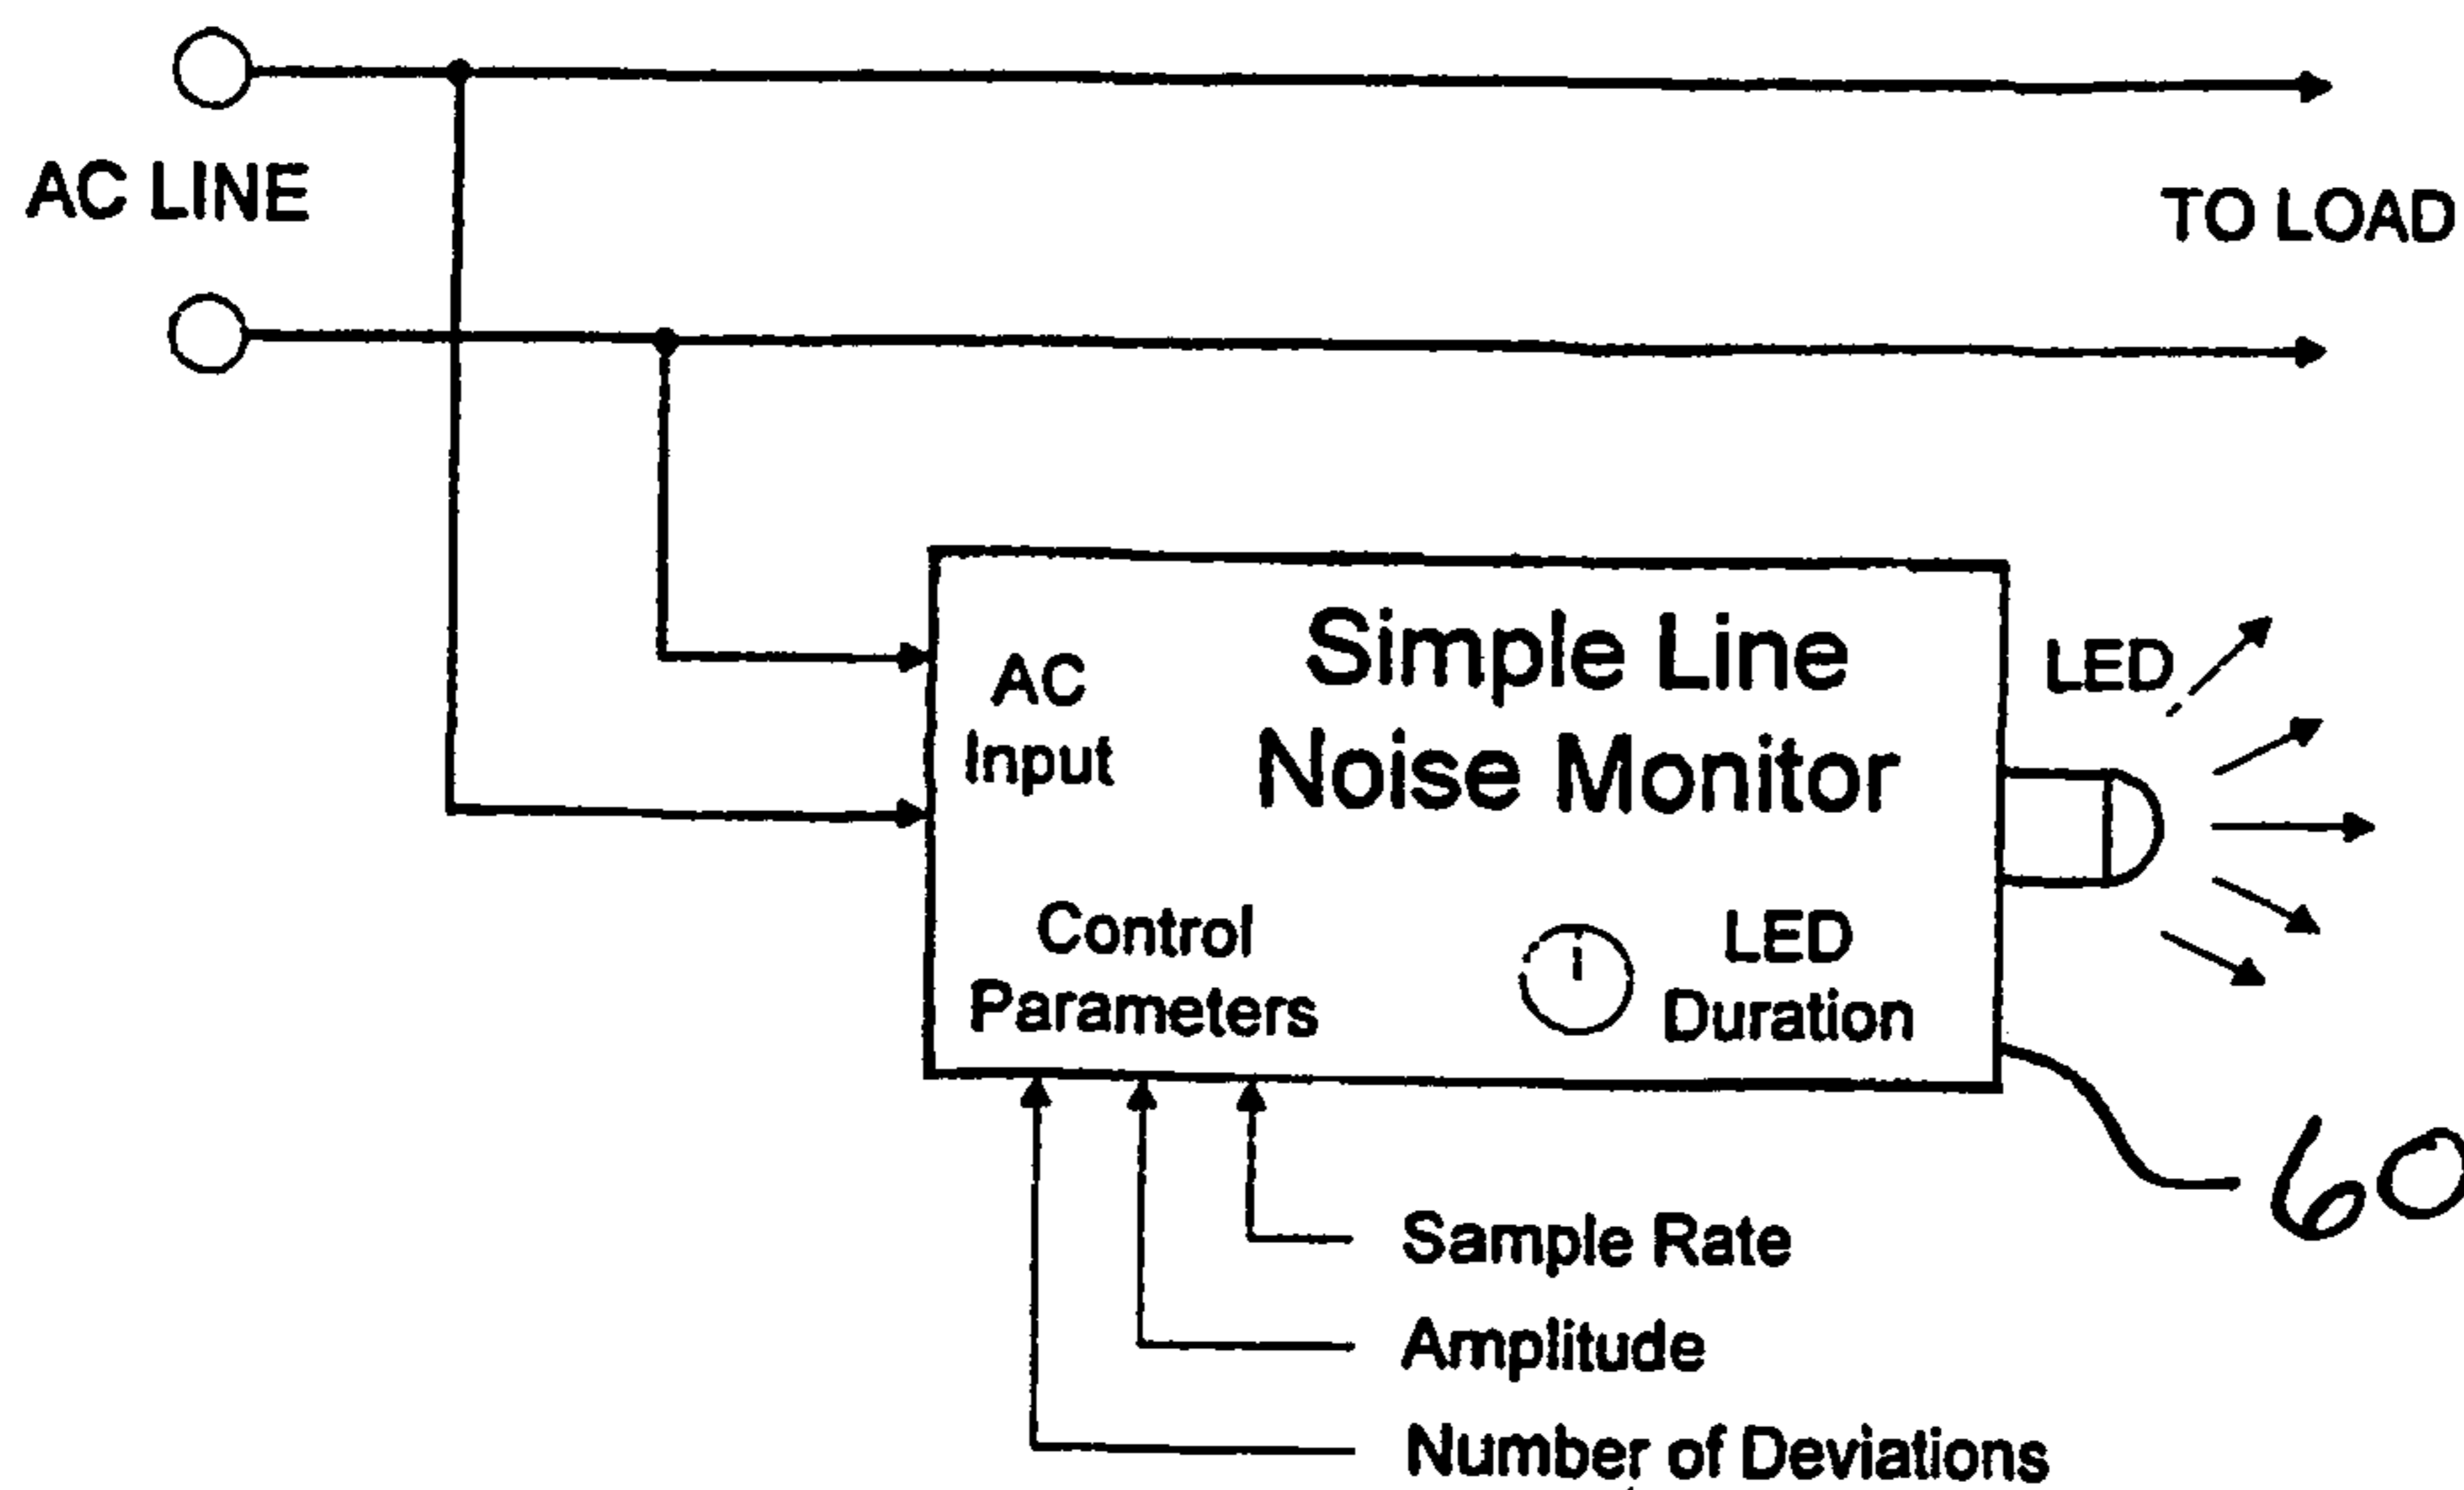 AC LINE
TO LOAD
Simple Line
Noise Monitor
AC
Input
LED
Control
Parameters
LED
Duration
60
Sample Rate
Amplitude
Number of Deviations